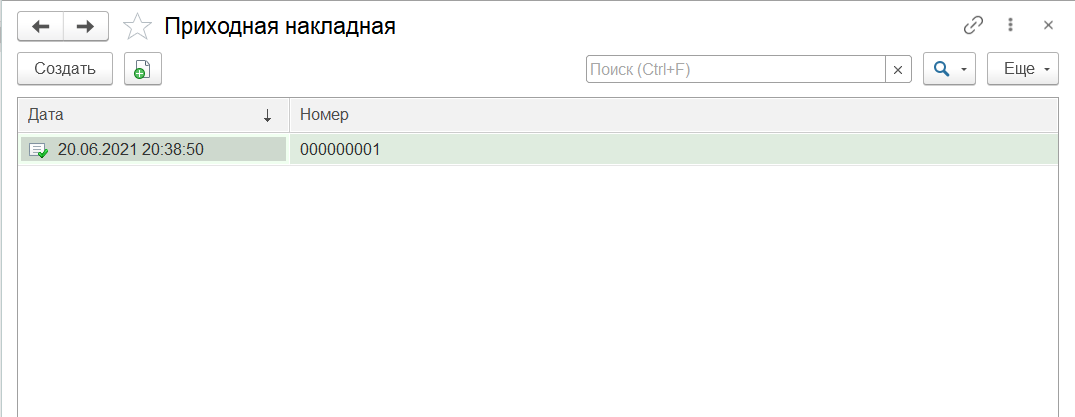 Приходная накладная
Создать
Поиск (Ctrl+F)
Еще
Дата Номер
20.06.2021 20:38:50 000000001